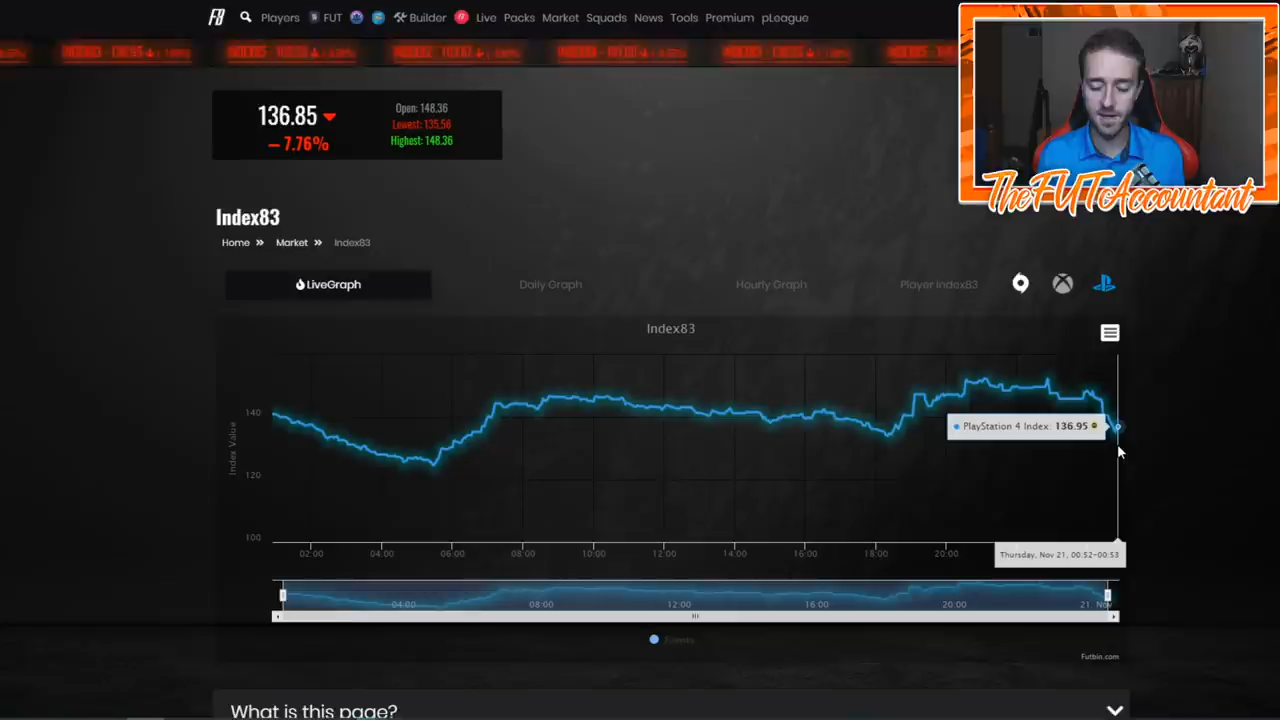 FB Players FUT Builder Live Packs Market Squads News Tools Premium pLeague
TheFUTAccountant
136.85
– 7.76%
Open: 148.36
Lowest: 135.56
Highest: 148.36
Index83
Home » Market » Index83
LiveGraph Daily Graph Hourly Graph Player Index83
Index83
Index Value
140
120
100
PlayStation 4 Index: 136.95
02:00 04:00 06:00 08:00 10:00 12:00 14:00 16:00 18:00 20:00
Thursday, Nov 21, 00:52-00:53
04:00 08:00 12:00 16:00 20:00 21. Nov
Events
Futbin.com
What is this page?